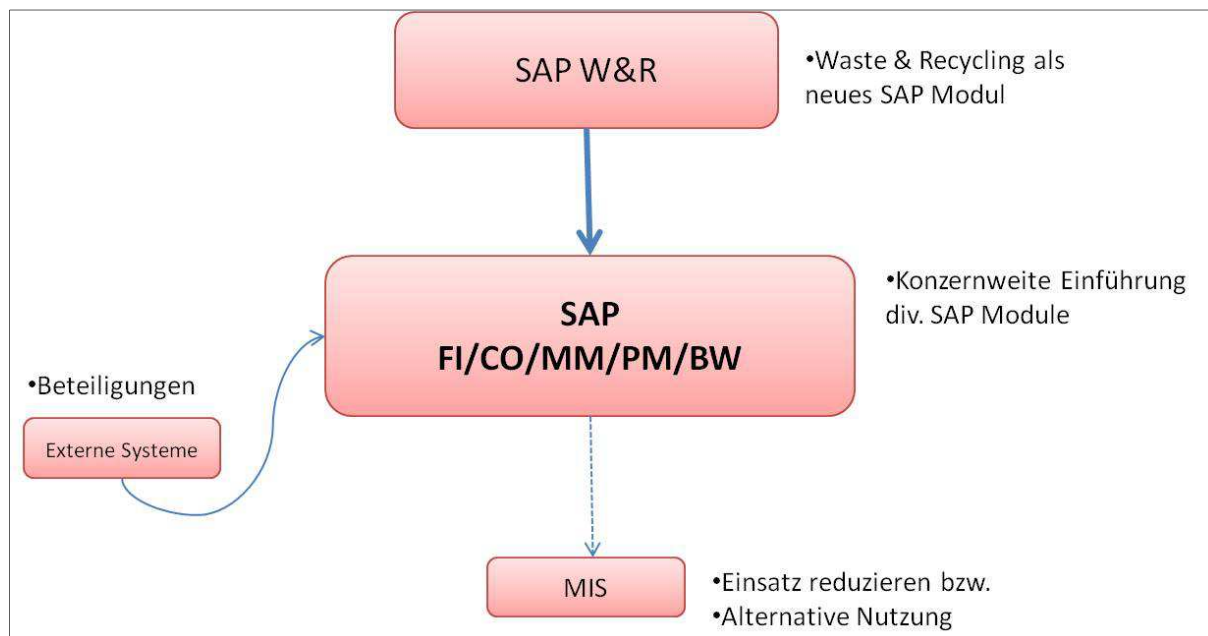 SAP W&R
•Waste & Recycling als
neues SAP Modul
SAP
FI/CO/MM/PM/BW
•Konzernweite Einführung
div. SAP Module
•Beteiligungen
Externe Systeme
MIS
•Einsatz reduzieren bzw.
•Alternative Nutzung